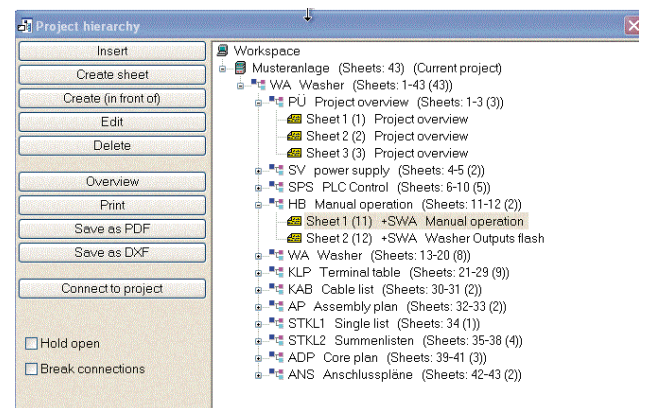 Project hierarchy
Insert
Create sheet
Create (in front of)
Edit
Delete
Overview
Print
Save as PDF
Save as DXF
Connect to project
Hold open
Break connections
Workspace
Musteranlage (Sheets: 43) (Current project)
WA Washer (Sheets: 1-43 (43))
PÜ Project overview (Sheets: 1-3 (3))
Sheet 1 (1) Project overview
Sheet 2 (2) Project overview
Sheet 3 (3) Project overview
SV power supply (Sheets: 4-5 (2))
SPS PLC Control (Sheets: 6-10 (5))
HB Manual operation (Sheets: 11-12 (2))
Sheet 1 (11) +SWA Manual operation
Sheet 2 (12) +SWA Washer Outputs flash
WA Washer (Sheets: 13-20 (8))
KLP Terminal table (Sheets: 21-29 (9))
KAB Cable list (Sheets: 30-31 (2))
AP Assembly plan (Sheets: 32-33 (2))
STKL1 Single list (Sheets: 34 (1))
STKL2 Summenlisten (Sheets: 35-38 (4))
ADP Core plan (Sheets: 39-41 (3))
ANS Anschlusspläne (Sheets: 42-43 (2))